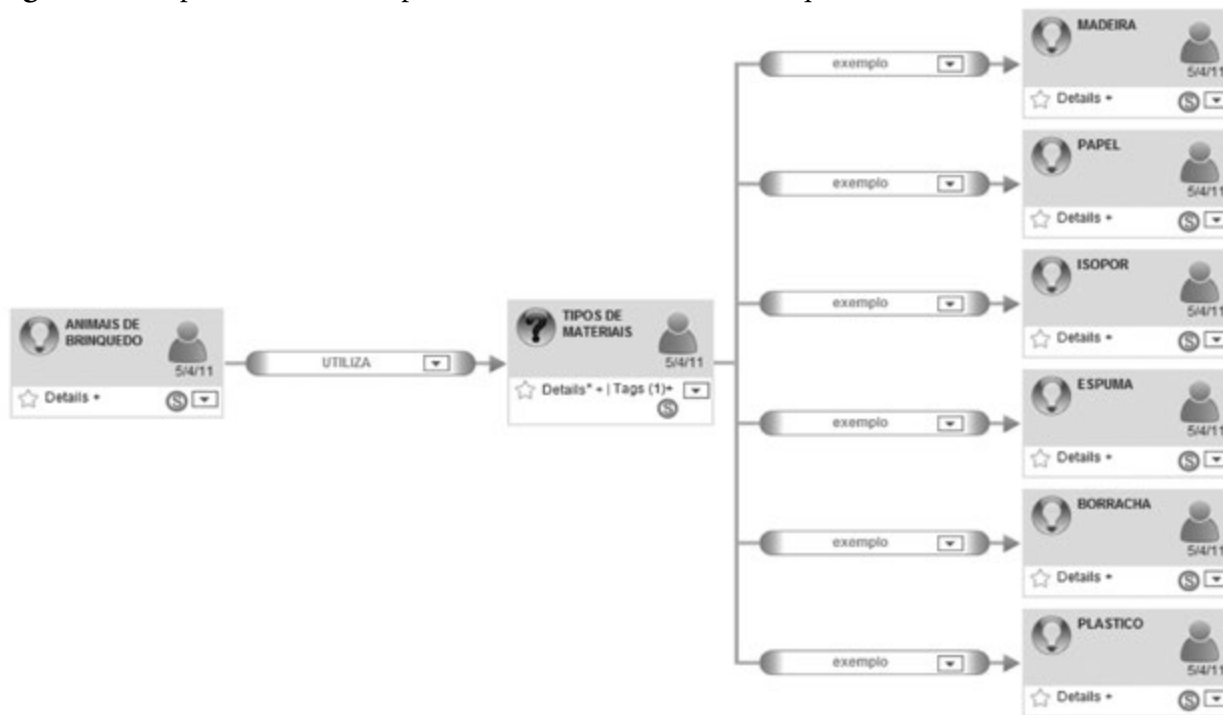 MADEIRA
exemplo
5/4/11
Details +
PAPEL
exemplo
5/4/11
Details +
ISOPOR
exemplo
5/4/11
Details +
ANIMAIS DE
BRINQUEDO
5/4/11
Details +
UTILIZA
TIPOS DE
MATERIAIS
5/4/11
Details* + | Tags (1)+
ESPUMA
exemplo
5/4/11
Details +
BORRACHA
exemplo
5/4/11
Details +
PLASTICO
exemplo
5/4/11
Details +